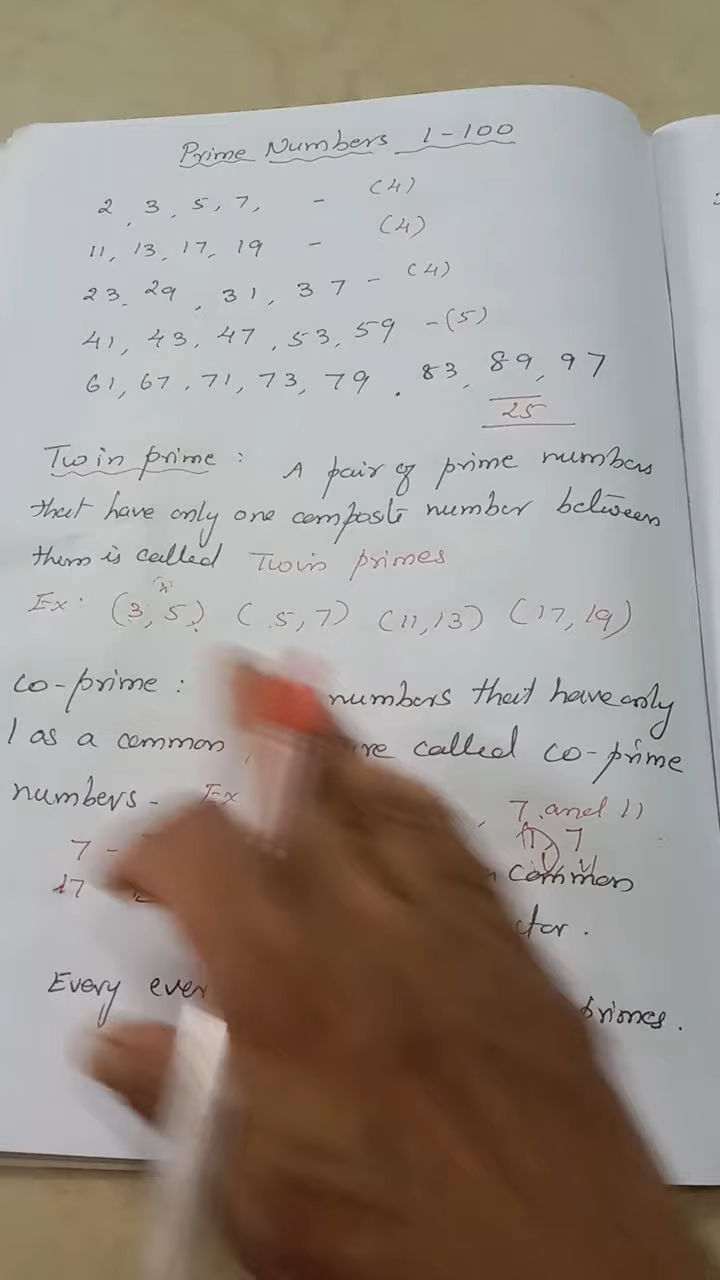 Prime Numbers 1-100
2, 3, 5, 7, - (4)
11, 13, 17, 19 - (4)
23, 29, 31, 37 - (4)
41, 43, 47, 53, 59 - (5)
61, 67, 71, 73, 79, 83, 89, 97
25
Twin prime: A pair of prime numbers
that have only one composite number between
them is called Twin primes
Ex: (3, 5) (5, 7) (11, 13) (17, 19)
Co-prime: numbers that have only
1 as a common are called co-prime
numbers- Ex 7 and 11
7 - 7
17 common
Every primes.